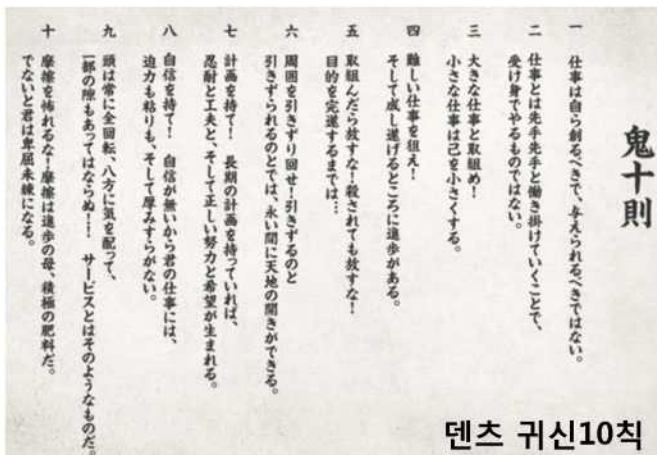 鬼十則
一 仕事は自ら創るべきで、与えられるべきではない。
二 仕事とは先手先手と働き掛けていくことで、
受け身でやるものではない。
三 大きな仕事と取組め!
小さな仕事は己を小さくする。
四 難しい仕事を狙え!
そして成し遂げるところに進歩がある。
五 取組んだら放すな!殺されても放すな!
目的を完遂するまでは…
六 周囲を引きずり回せ!引きずるのと
引きずられるのとでは、永い間に天地の開きができる。
七 計画を持て! 長期の計画を持っていれば、
忍耐と工夫と、そして正しい努力と希望が生まれる。
八 自信を持て! 自信が無いから君の仕事には、
迫力も粘りも、そして厚みすらがない。
九 頭は常に全回転、八方に気を配って、
一部の隙もあってはならぬ!!! サービスとはそのようなものだ。
十 摩擦を怖れるな!摩擦は進歩の母、積極の肥料だ。
でないと君は卑屈未練になる。
덴츠 귀신10칙